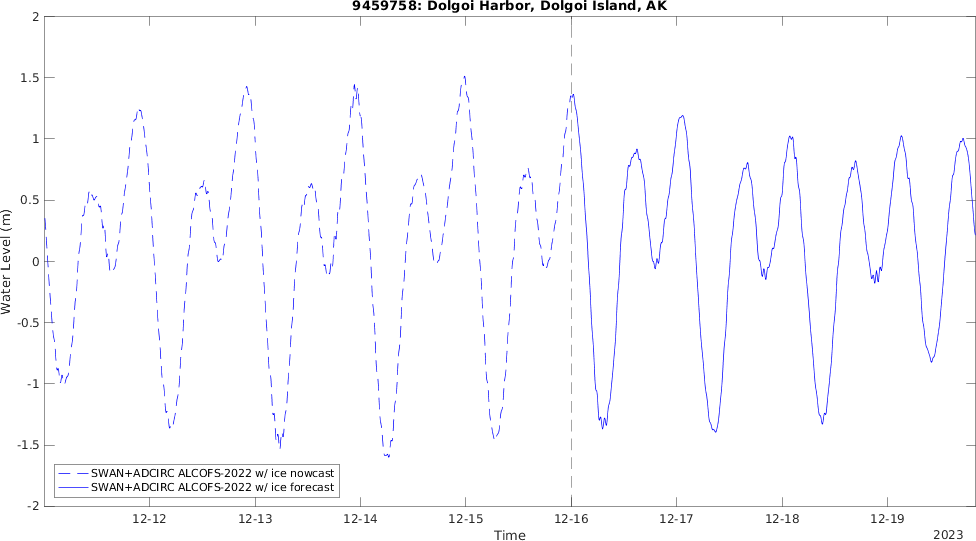 9459758: Dolgoi Harbor, Dolgoi Island, AK
2
1.5
1
0.5
0
-0.5
-1
-1.5
-2
Water Level (m)
SWAN+ADCIRC ALCOFS-2022 w/ ice nowcast
SWAN+ADCIRC ALCOFS-2022 w/ ice forecast
12-12 12-13 12-14 12-15 12-16 12-17 12-18 12-19
Time
2023